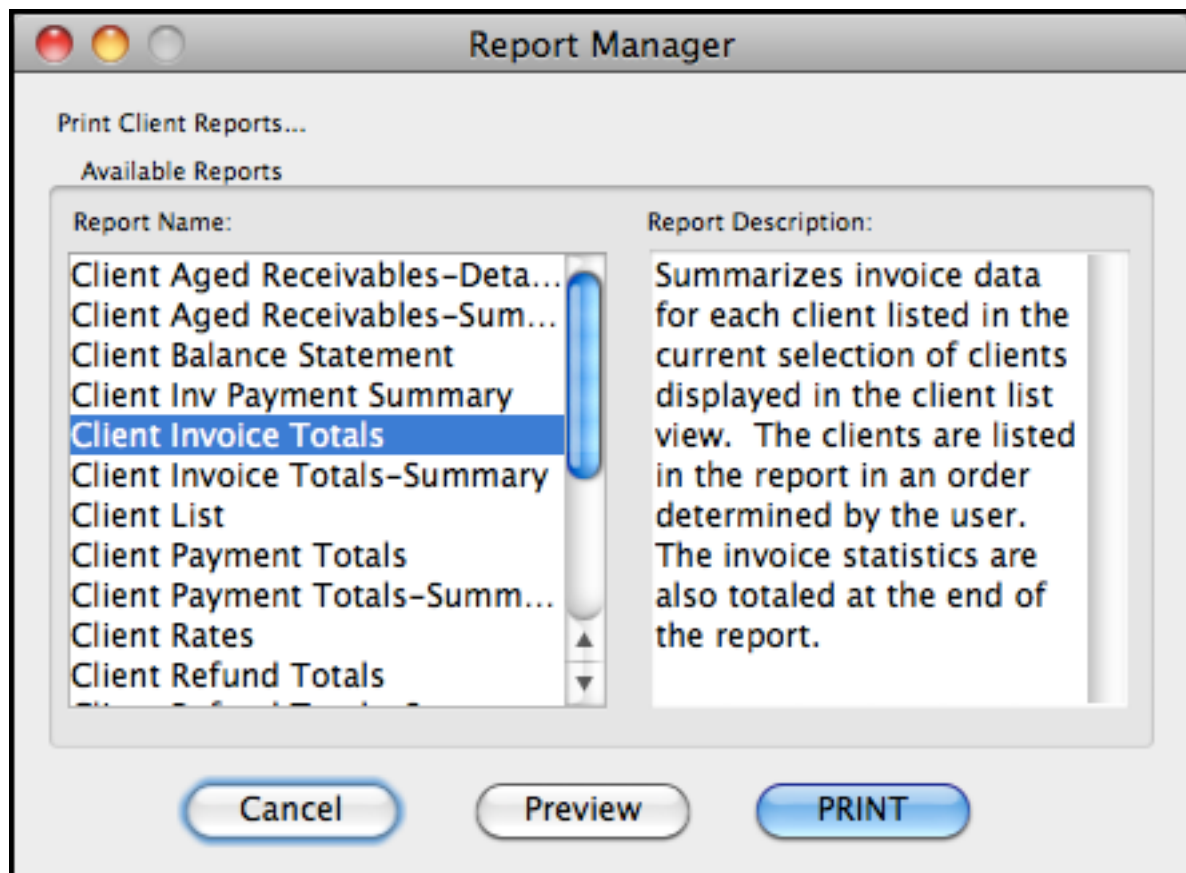 Report Manager
Print Client Reports...
Available Reports
Report Name:
Client Aged Receivables-Deta...
Client Aged Receivables-Sum...
Client Balance Statement
Client Inv Payment Summary
Client Invoice Totals
Client Invoice Totals-Summary
Client List
Client Payment Totals
Client Payment Totals-Summ...
Client Rates
Client Refund Totals
Report Description:
Summarizes invoice data
for each client listed in the
current selection of clients
displayed in the client list
view.  The clients are listed
in the report in an order
determined by the user.
The invoice statistics are
also totaled at the end of
the report.
Cancel
Preview
PRINT